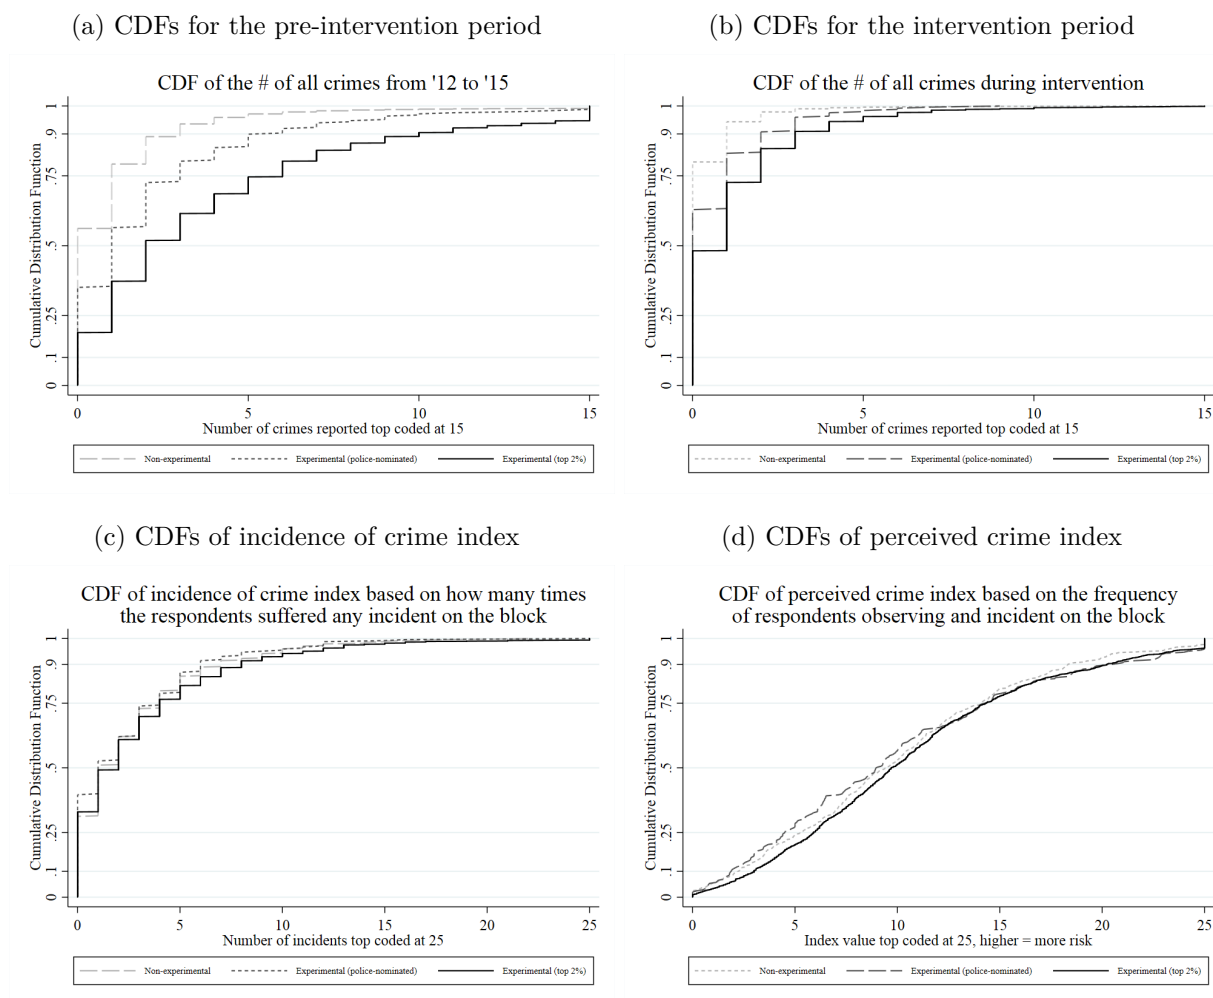 (a) CDFs for the pre-intervention period
CDF of the # of all crimes from '12 to '15
Cumulative Distribution Function
1
.9
.75
.5
.25
.1
0
0 5 10 15
Number of crimes reported top coded at 15
Non-experimental Experimental (police-nominated) Experimental (top 2%)
(b) CDFs for the intervention period
CDF of the # of all crimes during intervention
Cumulative Distribution Function
1
.9
.75
.5
.25
.1
0
0 5 10 15
Number of crimes reported top coded at 15
Non-experimental Experimental (police-nominated) Experimental (top 2%)
(c) CDFs of incidence of crime index
CDF of incidence of crime index based on how many times
the respondents suffered any incident on the block
Cumulative Distribution Function
1
.9
.75
.5
.25
.1
0
0 5 10 15 20 25
Number of incidents top coded at 25
Non-experimental Experimental (police-nominated) Experimental (top 2%)
(d) CDFs of perceived crime index
CDF of perceived crime index based on the frequency
of respondents observing and incident on the block
Cumulative Distribution Function
1
.9
.75
.5
.25
.1
0
0 5 10 15 20 25
Index value top coded at 25, higher = more risk
Non-experimental Experimental (police-nominated) Experimental (top 2%)